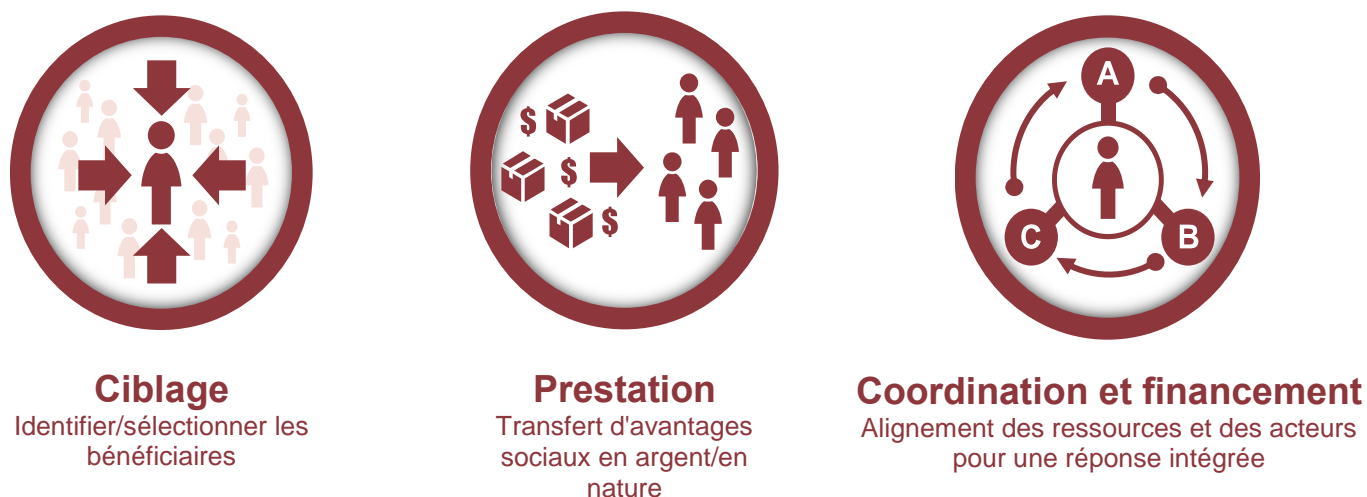 $
$
$
A
B
C
Ciblage
Identifier/sélectionner les
bénéficiaires
Prestation
Transfert d'avantages
sociaux en argent/en
nature
Coordination et financement
Alignement des ressources et des acteurs
pour une réponse intégrée